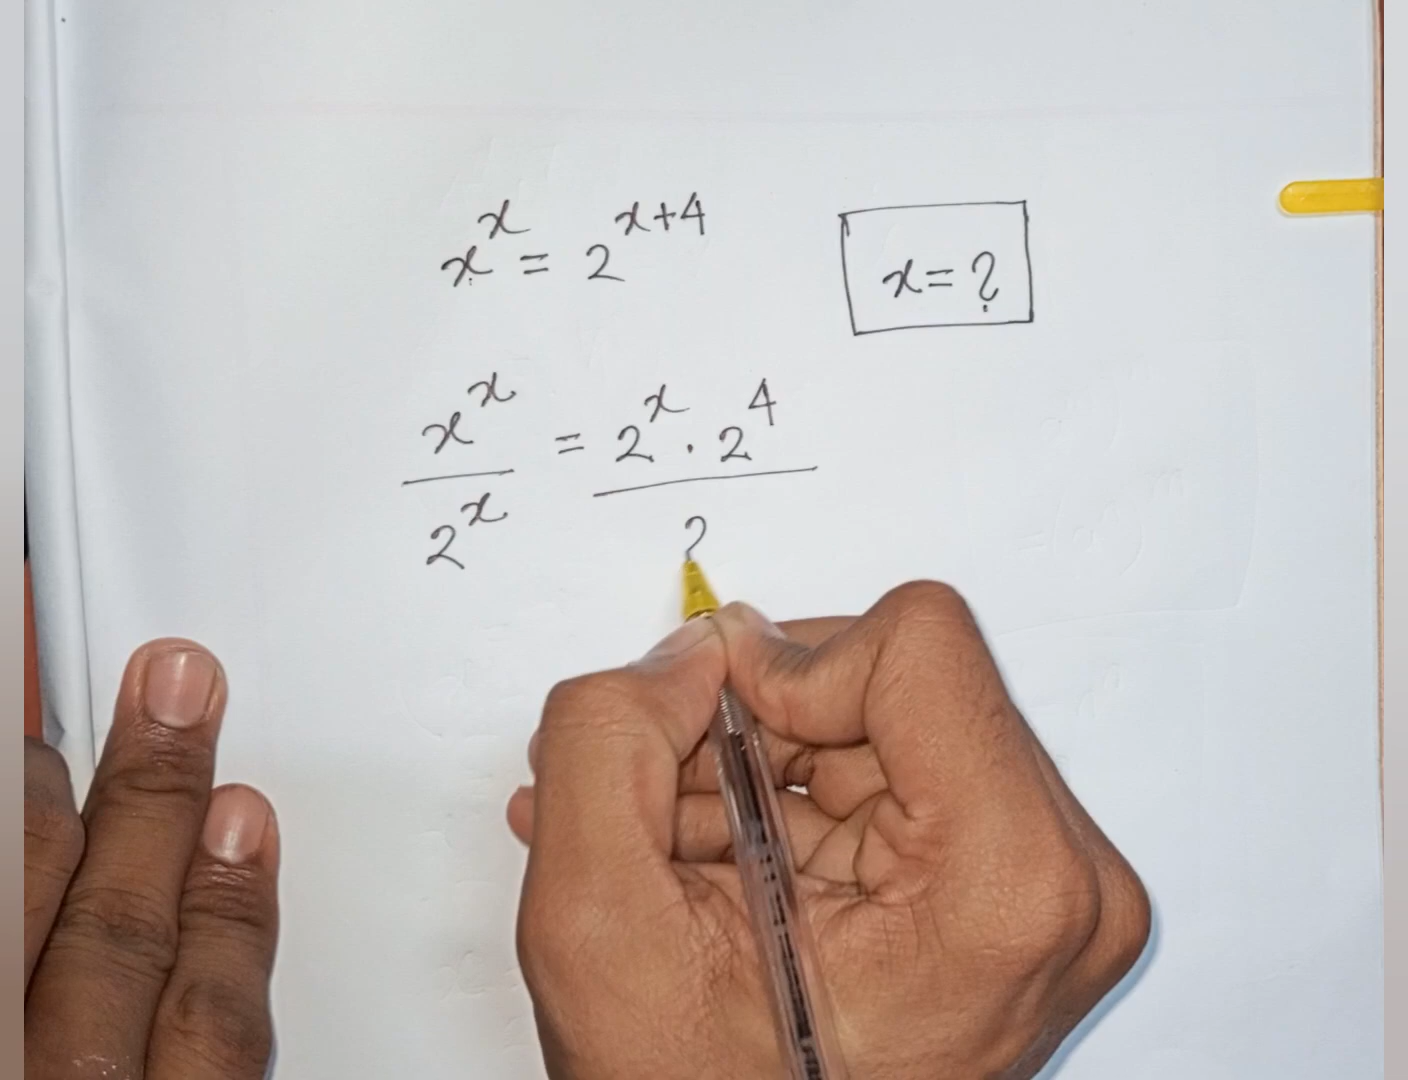 x^x = 2^{x+4}
x = ?
x^x / 2^x = 2^x · 2^4 / 2